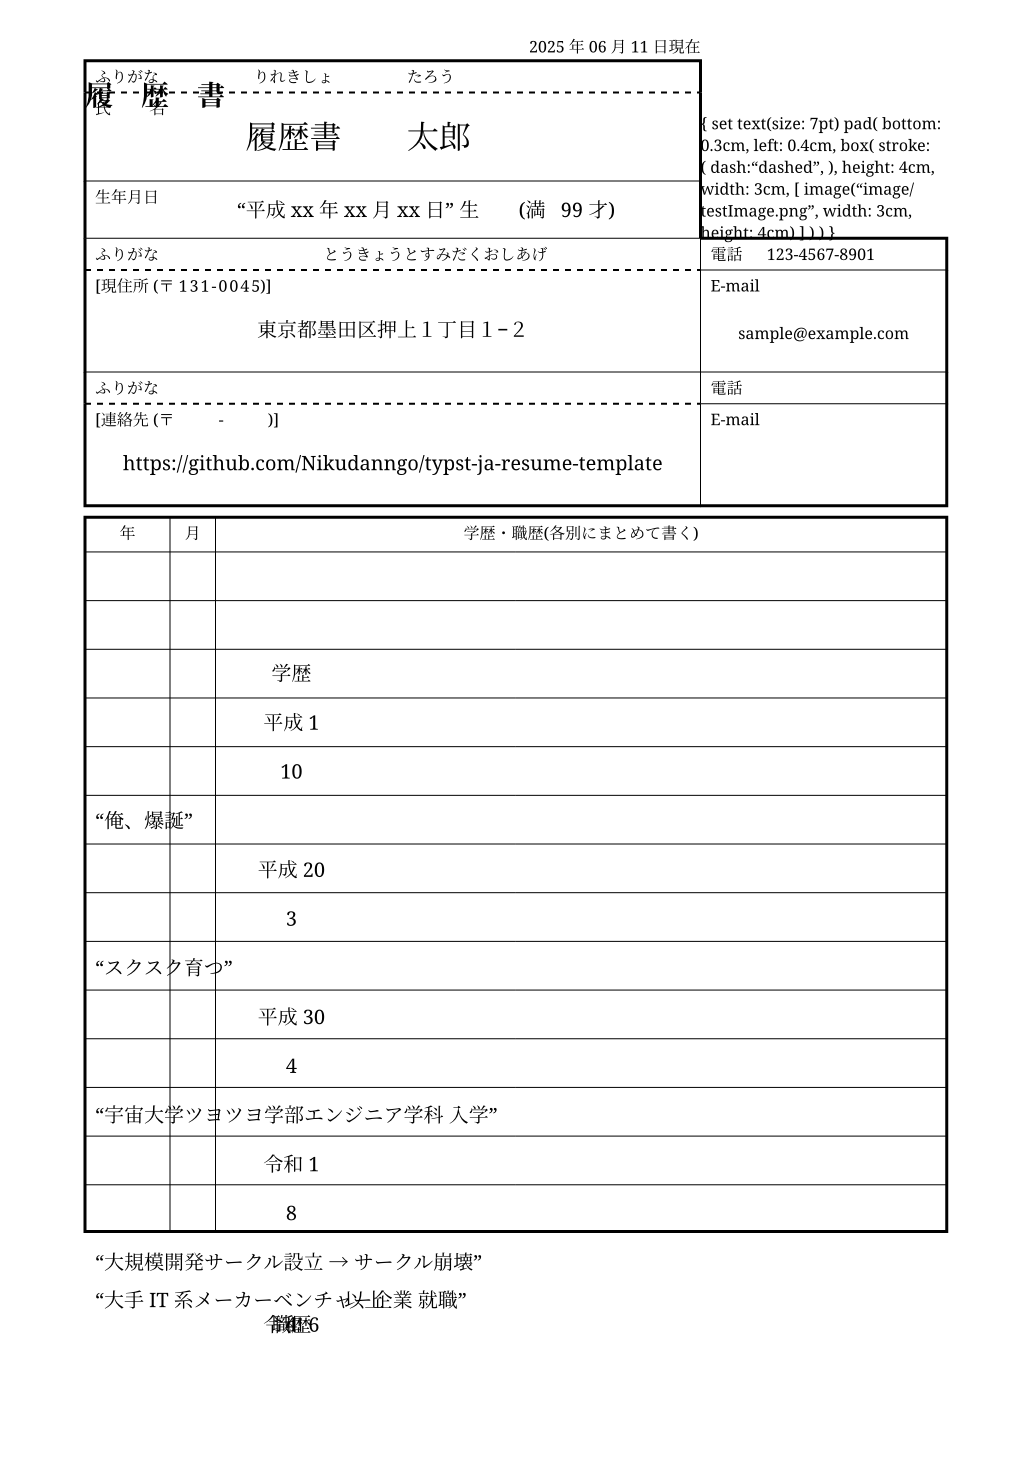 2025 年 06 月 11 日現在
ふりがな りれきしょ たろう
履 歴 書
氏 名
履歴書 太郎
{ set text(size: 7pt) pad( bottom:
0.3cm, left: 0.4cm, box( stroke:
( dash:“dashed”, ), height: 4cm,
width: 3cm, [ image(“image/
testImage.png”, width: 3cm,
height: 4cm) ] ) ) }
生年月日
“平成 xx 年 xx 月 xx 日” 生 (満 99 才)
ふりがな とうきょうとすみだくおしあげ
電話 123-4567-8901
[現住所 (〒 131-0045)]
E-mail
東京都墨田区押上１丁目１−２
sample@example.com
ふりがな
電話
[連絡先 (〒 - )]
E-mail
https://github.com/Nikudanngo/typst-ja-resume-template
年 月 学歴・職歴(各別にまとめて書く)
学歴
平成 1
10
“俺、爆誕”
平成 20
3
“スクスク育つ”
平成 30
4
“宇宙大学ツヨツヨ学部エンジニア学科 入学”
令和 1
8
“大規模開発サークル設立 → サークル崩壊”
“大手 IT 系メーカーベンチャー企業 就職”
以上
職歴
令和 6